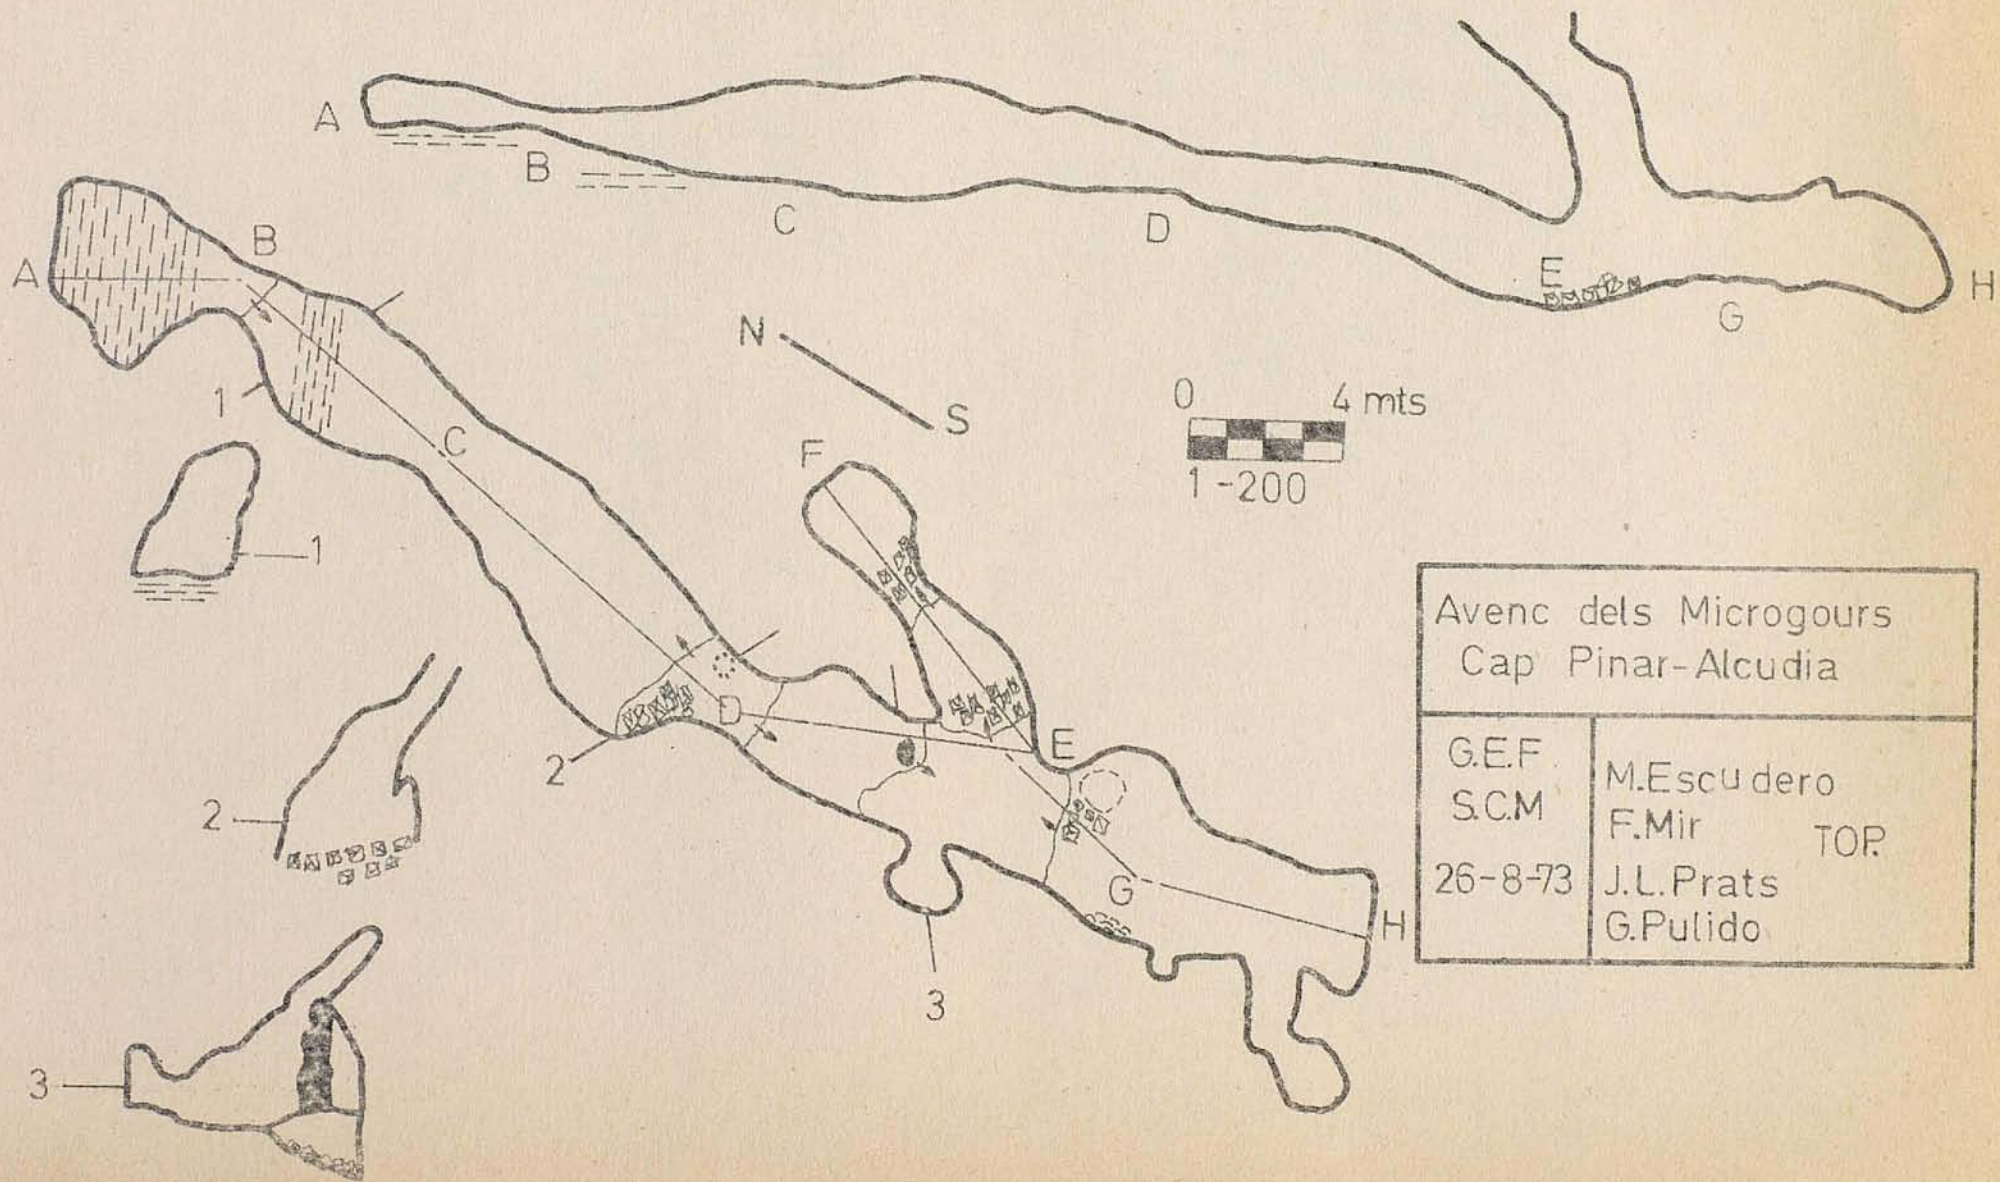 A
B
C
D
E
G
H
A
B
C
D
E
F
G
H
1
2
3
N
S
0 4 mts
1-200
1
2
3
Avenc dels Microgours
Cap Pinar-Alcudia
G.E.F.
S.C.M
26-8-73
M.Escudero
F.Mir
TOP.
J.L.Prats
G.Pulido